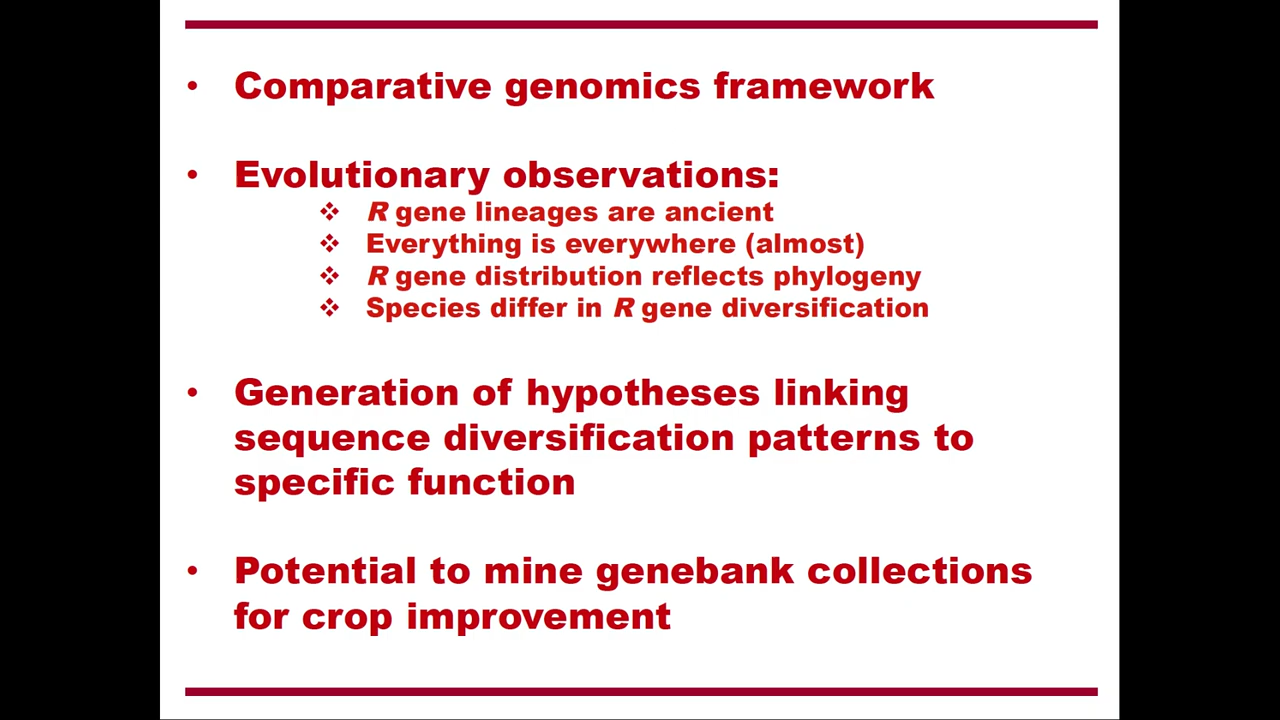 • Comparative genomics framework
• Evolutionary observations:
❖ R gene lineages are ancient
❖ Everything is everywhere (almost)
❖ R gene distribution reflects phylogeny
❖ Species differ in R gene diversification
• Generation of hypotheses linking
sequence diversification patterns to
specific function
• Potential to mine genebank collections
for crop improvement